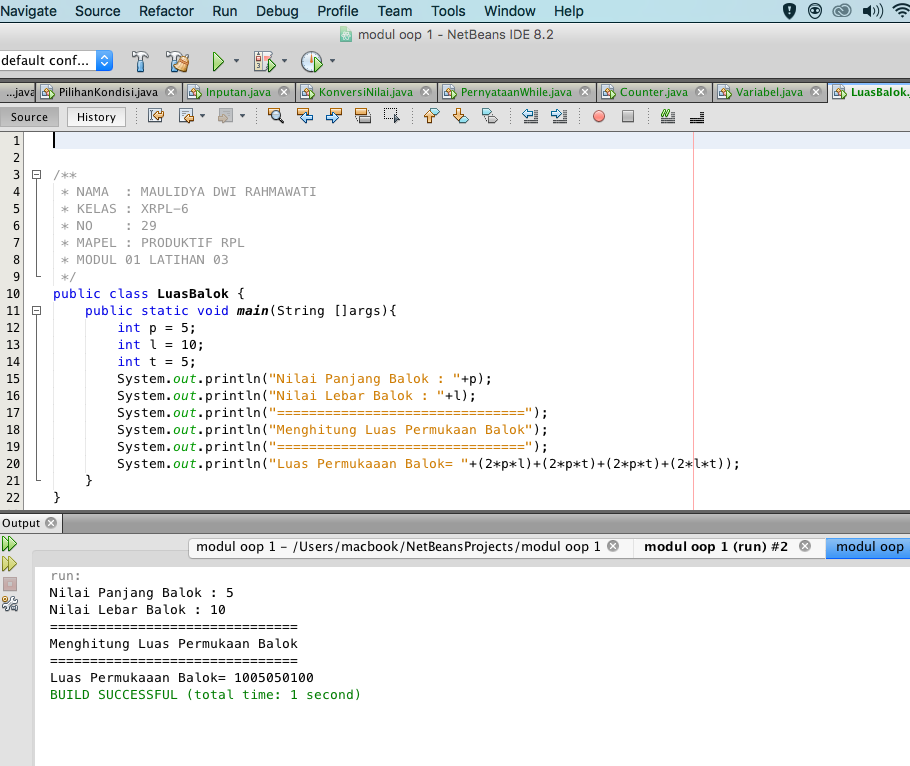 Navigate Source Refactor Run Debug Profile Team Tools Window Help
modul oop 1 - NetBeans IDE 8.2
default conf...
...java PilihanKondisi.java Inputan.java KonversiNilai.java PernyataanWhile.java Counter.java Variabel.java LuasBalok.
Source History
1
2
3 /**
4 * NAMA : MAULIDYA DWI RAHMAWATI
5 * KELAS : XRPL-6
6 * NO : 29
7 * MAPEL : PRODUKTIF RPL
8 * MODUL 01 LATIHAN 03
9 */
10 public class LuasBalok {
11 public static void main(String []args){
12 int p = 5;
13 int l = 10;
14 int t = 5;
15 System.out.println("Nilai Panjang Balok : "+p);
16 System.out.println("Nilai Lebar Balok : "+l);
17 System.out.println("===============================");
18 System.out.println("Menghitung Luas Permukaan Balok");
19 System.out.println("===============================");
20 System.out.println("Luas Permukaaan Balok= "+(2*p*l)+(2*p*t)+(2*p*t)+(2*l*t));
21 }
22 }
Output
modul oop 1 - /Users/macbook/NetBeansProjects/modul oop 1 modul oop 1 (run) #2 modul oop
run:
Nilai Panjang Balok : 5
Nilai Lebar Balok : 10
===============================
Menghitung Luas Permukaan Balok
===============================
Luas Permukaaan Balok= 1005050100
BUILD SUCCESSFUL (total time: 1 second)